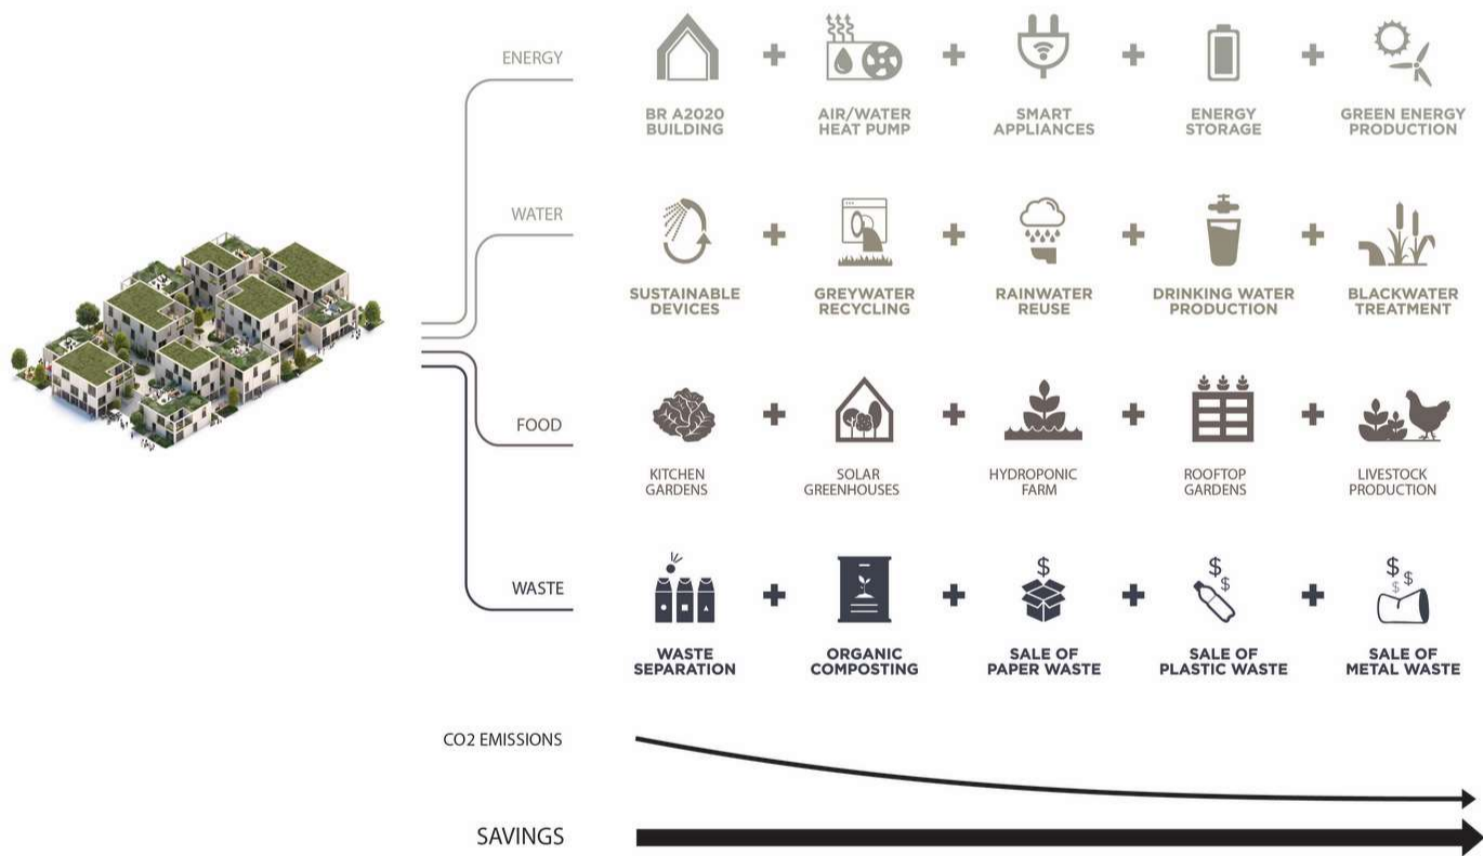 ENERGY
BR A2020
BUILDING
AIR/WATER
HEAT PUMP
SMART
APPLIANCES
ENERGY
STORAGE
GREEN ENERGY
PRODUCTION
WATER
SUSTAINABLE
DEVICES
GREYWATER
RECYCLING
RAINWATER
REUSE
DRINKING WATER
PRODUCTION
BLACKWATER
TREATMENT
FOOD
KITCHEN
GARDENS
SOLAR
GREENHOUSES
HYDROPONIC
FARM
ROOFTOP
GARDENS
LIVESTOCK
PRODUCTION
WASTE
$
$
$
$
$
$
WASTE
SEPARATION
ORGANIC
COMPOSTING
SALE OF
PAPER WASTE
SALE OF
PLASTIC WASTE
SALE OF
METAL WASTE
CO2 EMISSIONS
SAVINGS